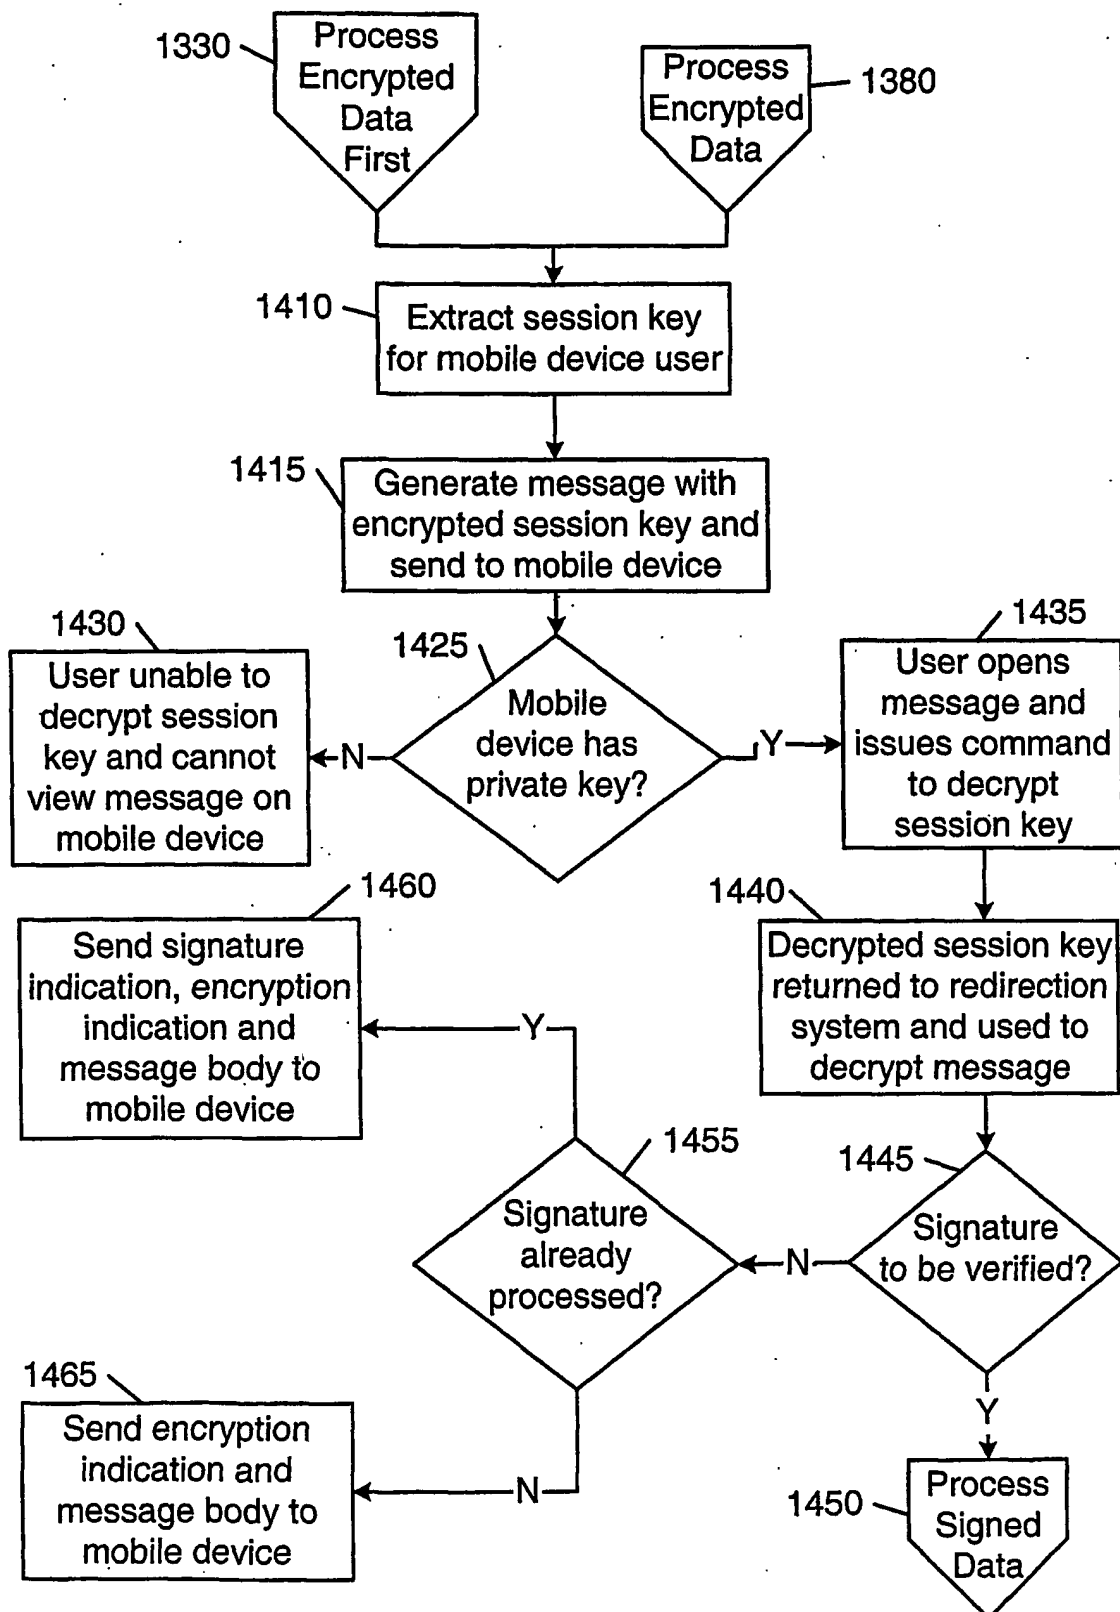 1330
Process
Encrypted
Data
First
Process
Encrypted
Data
1380
1410
Extract session key
for mobile device user
1415
Generate message with
encrypted session key and
send to mobile device
1430
User unable to
decrypt session
key and cannot
view message on
mobile device
N
1425
Mobile
device has
private key?
Y
1435
User opens
message and
issues command
to decrypt
session key
1460
Send signature
indication, encryption
indication and
message body to
mobile device
Y
1440
Decrypted session key
returned to redirection
system and used to
decrypt message
1455
Signature
already
processed?
N
1445
Signature
to be verified?
1465
Send encryption
indication and
message body to
mobile device
N
Y
1450
Process
Signed
Data